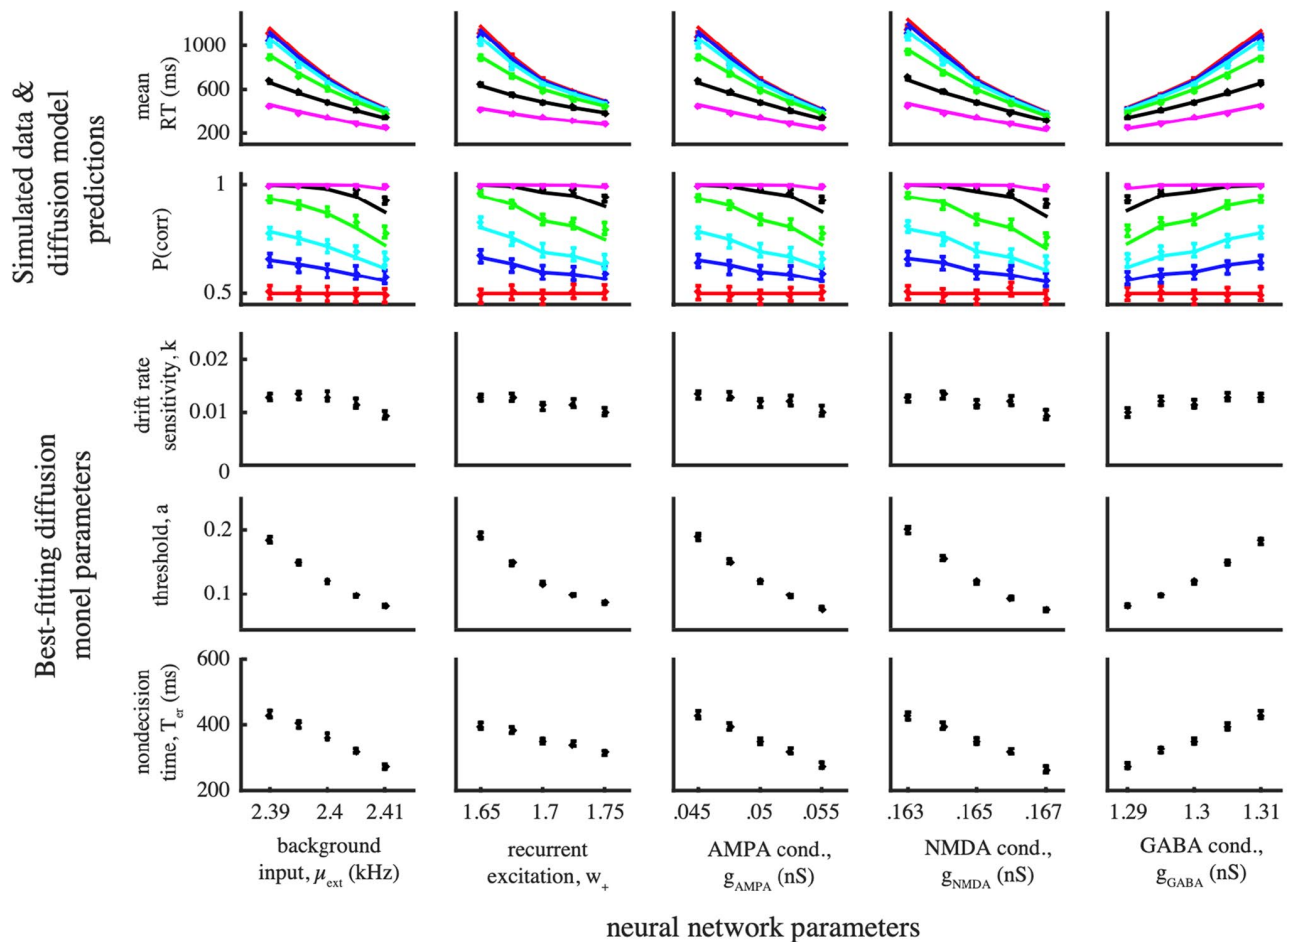 Simulated data &
diffusion model
predictions
mean
RT (ms)
1000
600
200
P(corr)
1
0.5
Best-fitting diffusion
monel parameters
drift rate
sensitivity, k
0.02
0.01
0
threshold, a
0.2
0.1
nondecision
time, Ter (ms)
600
400
200
2.39 2.4 2.41
1.65 1.7 1.75
.045 .05 .055
.163 .165 .167
1.29 1.3 1.31
background
input, μext (kHz)
recurrent
excitation, w+
AMPA cond.,
gAMPA (nS)
NMDA cond.,
gNMDA (nS)
GABA cond.,
gGABA (nS)
neural network parameters